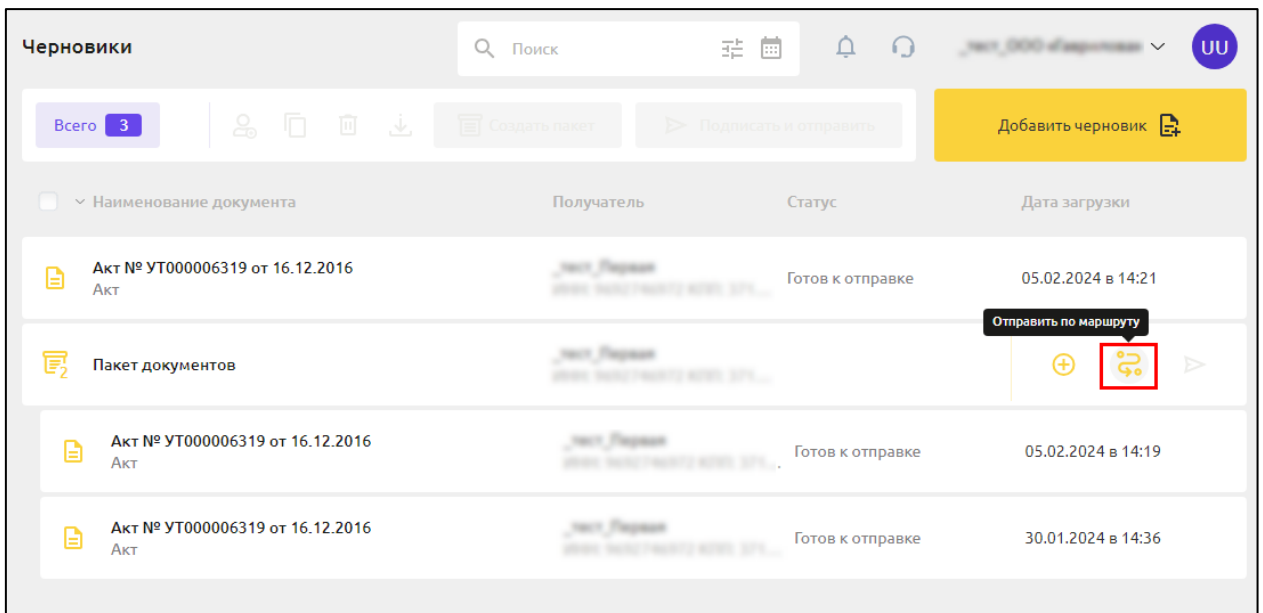 Черновики
Поиск
UU
Всего 3
Создать пакет
Подписать и отправить
Добавить черновик
Наименование документа
Получатель
Статус
Дата загрузки
Акт № УТ000006319 от 16.12.2016
Акт
Готов к отправке
05.02.2024 в 14:21
Отправить по маршруту
2
Пакет документов
Акт № УТ000006319 от 16.12.2016
Акт
Готов к отправке
05.02.2024 в 14:19
Акт № УТ000006319 от 16.12.2016
Акт
Готов к отправке
30.01.2024 в 14:36